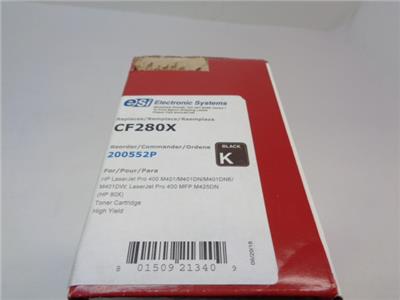 eSi Electronic Systems
Replaces/Remplace/Reemplaza
CF280X
Reorder/Commander/Ordene
200552P
BLACK
K
For/Pour/Para
HP LaserJet Pro 400 M401/M401DN/M401DNE/
M401DW, LaserJet Pro 400 MFP M425DN
(HP 80X)
Toner Cartridge
High Yield
8 01509 21340 9